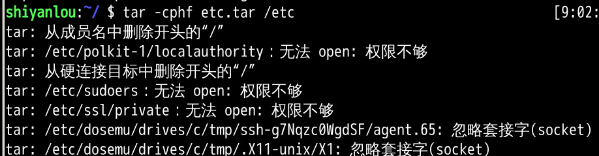 shiyanlou:~/ $ tar -cphf etc.tar /etc [9:02:
tar: 从成员名中删除开头的“/”
tar: /etc/polkit-1/localauthority：无法 open: 权限不够
tar: 从硬连接目标中删除开头的“/”
tar: /etc/sudoers：无法 open: 权限不够
tar: /etc/ssl/private：无法 open: 权限不够
tar: /etc/dosemu/drives/c/tmp/ssh-g7Nqzc0WgdSF/agent.65: 忽略套接字(socket)
tar: /etc/dosemu/drives/c/tmp/.X11-unix/X1: 忽略套接字(socket)